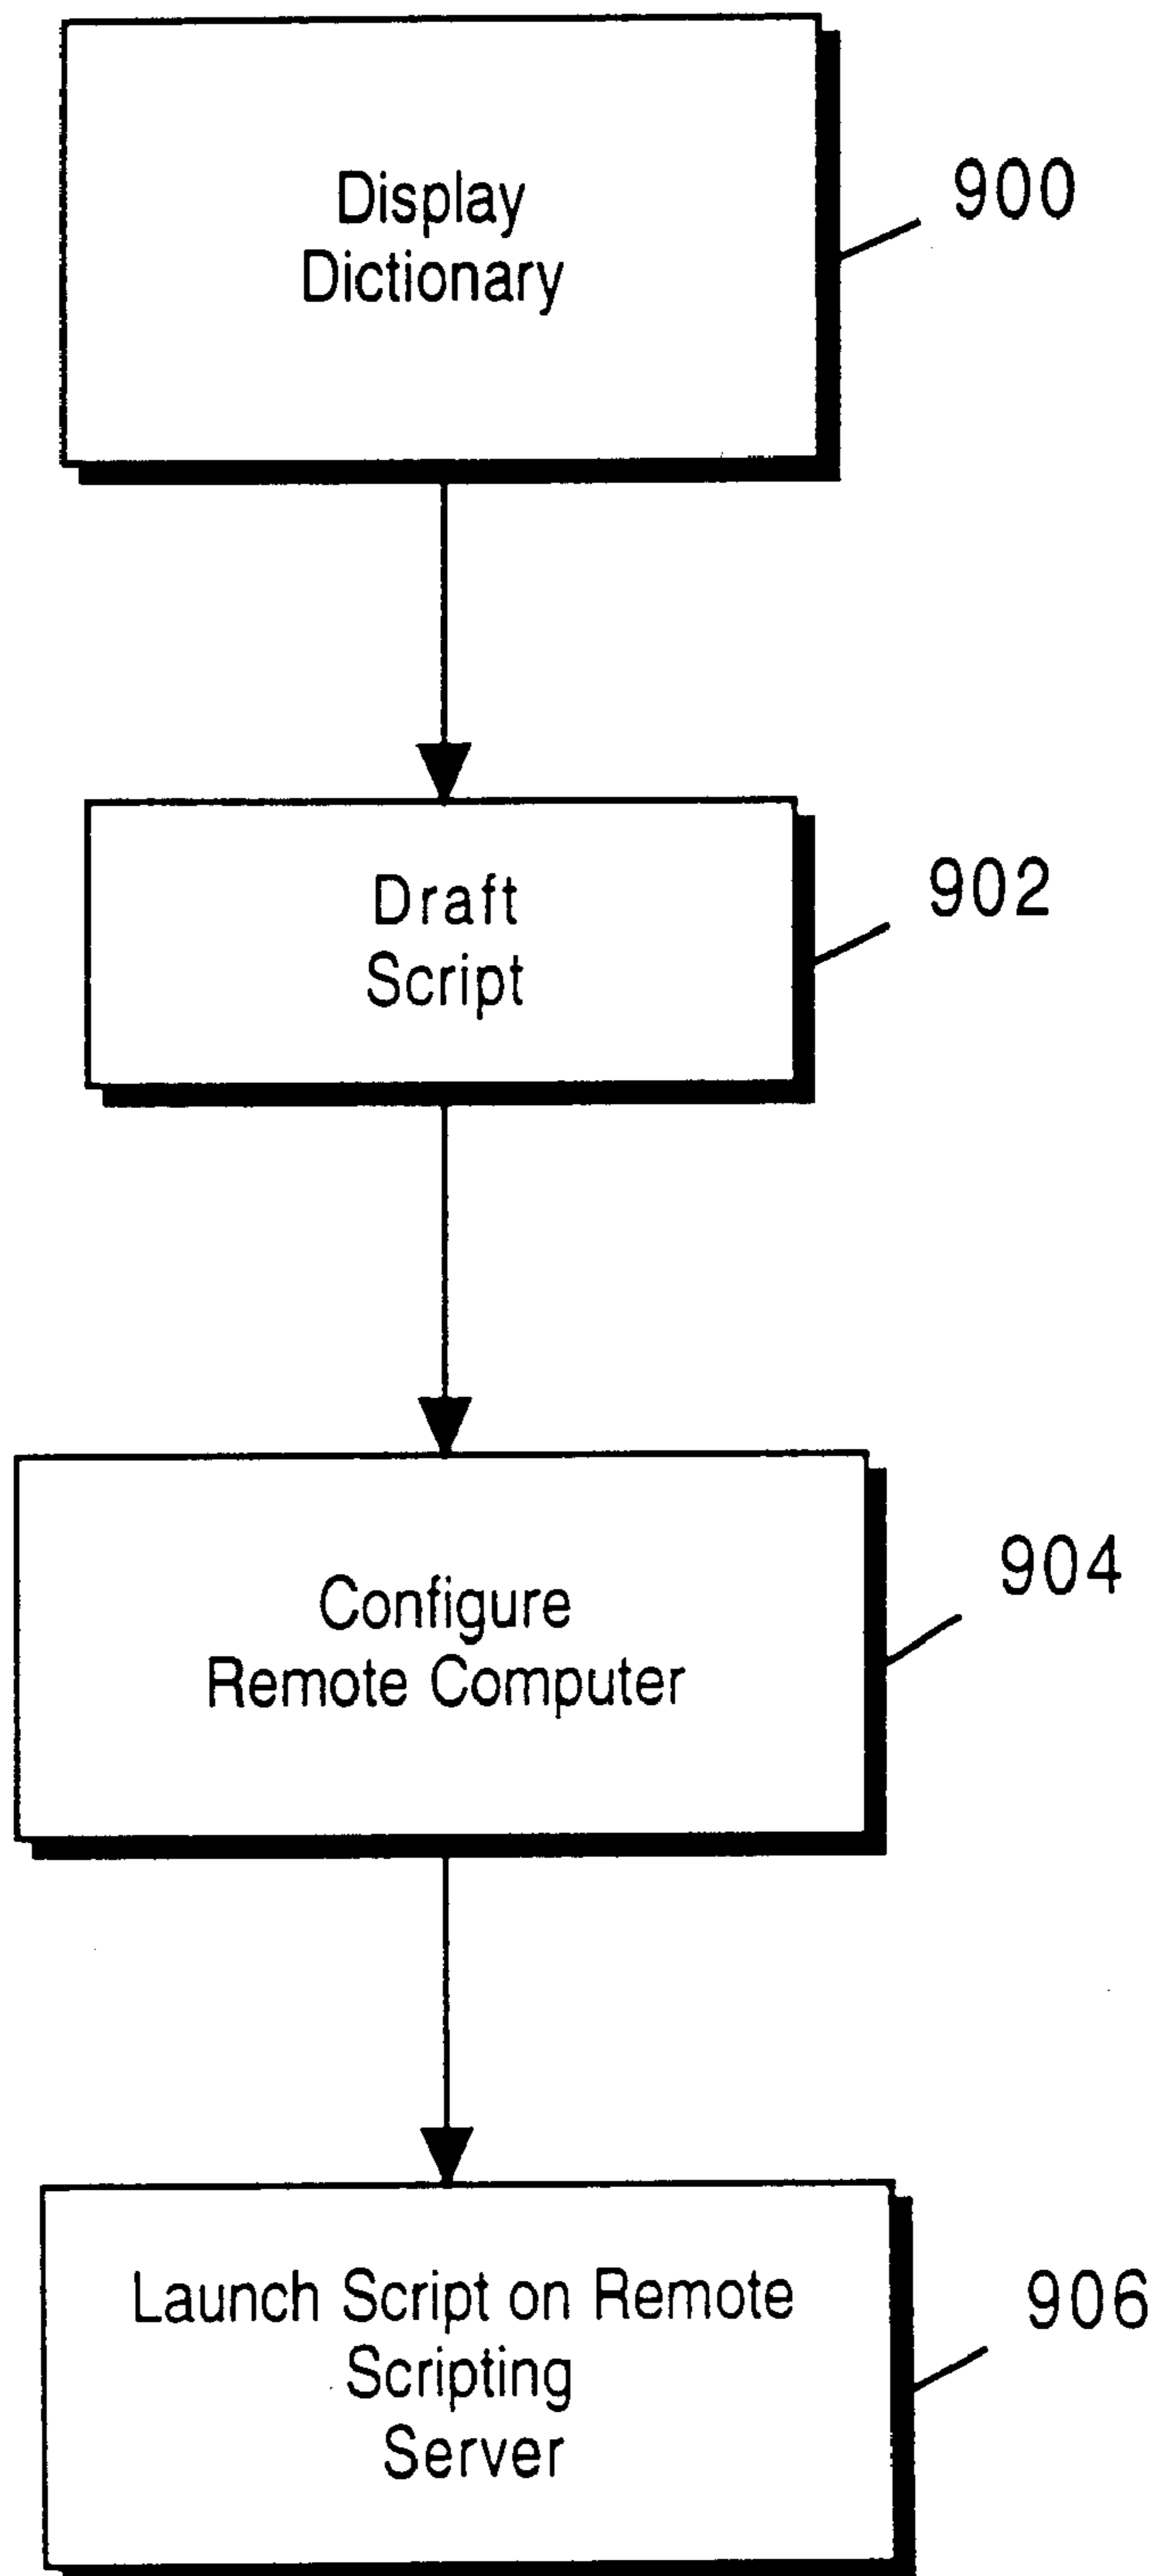 Display
Dictionary
900
Draft
Script
902
Configure
Remote Computer
904
Launch Script on Remote
Scripting
Server
906